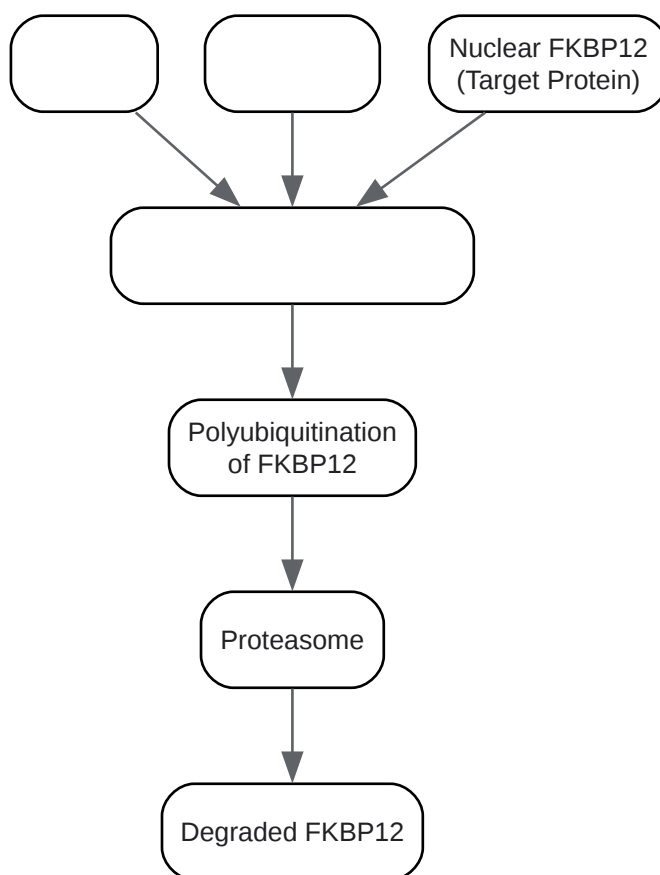 Nuclear FKBP12
(Target Protein)
Polyubiquitination
of FKBP12
Proteasome
Degraded FKBP12